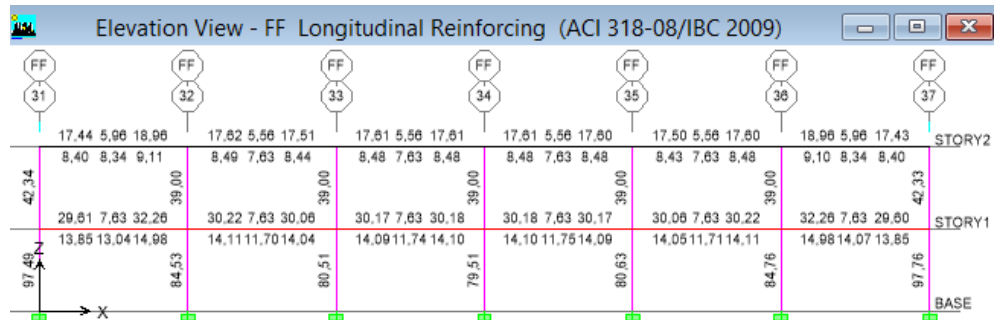 Elevation View - FF Longitudinal Reinforcing (ACI 318-08/IBC 2009)
FF FF FF FF FF FF FF
31 32 33 34 35 36 37
17,44 5,96 18,96 17,62 5,56 17,51 17,61 5,56 17,61 17,61 5,56 17,60 17,50 5,56 17,60 18,96 5,96 17,43
STORY2
8,40 8,34 9,11 8,49 7,63 8,44 8,48 7,63 8,48 8,48 7,63 8,48 8,43 7,63 8,48 9,10 8,34 8,40
42,34 39,00 39,00 39,00 39,00 39,00 42,33
29,61 7,63 32,26 30,22 7,63 30,06 30,17 7,63 30,18 30,18 7,63 30,17 30,06 7,63 30,22 32,26 7,63 29,60
STORY1
13,85 13,04 14,98 14,11 11,70 14,04 14,09 11,74 14,10 14,10 11,75 14,09 14,05 11,71 14,11 14,98 14,07 13,85
Z
97,49 84,53 80,51 79,51 80,63 84,76 97,76
X
BASE